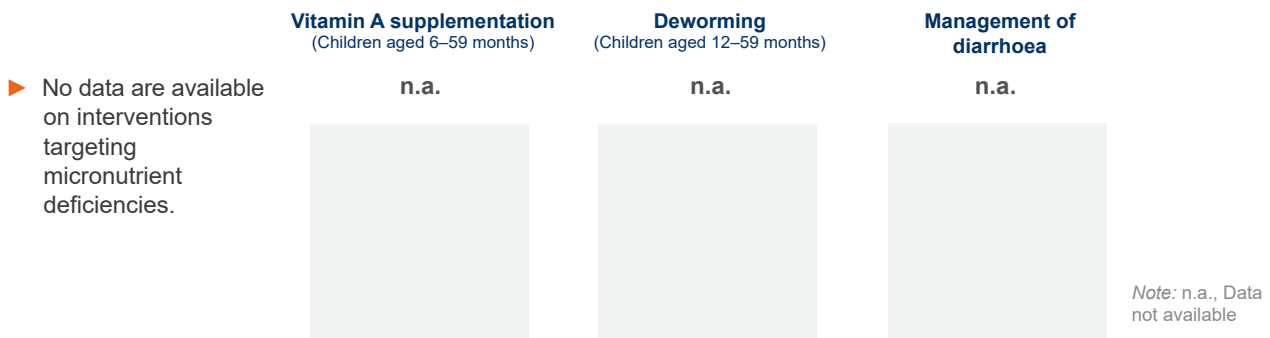 Vitamin A supplementation
(Children aged 6–59 months)
n.a.
Deworming
(Children aged 12–59 months)
n.a.
Management of
diarrhoea
n.a.
► No data are available
on interventions
targeting
micronutrient
deficiencies.
Note: n.a., Data
not available